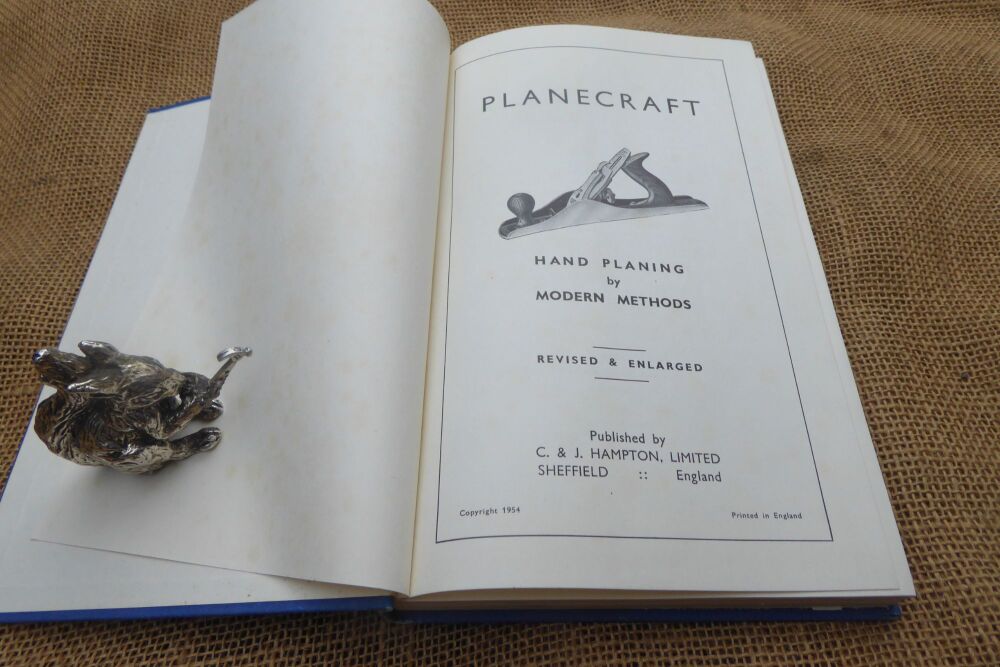 PLANECRAFT
HAND PLANING
by
MODERN METHODS
REVISED & ENLARGED
Published by
C. & J. HAMPTON, LIMITED
SHEFFIELD :: England
Copyright 1954
Printed in England